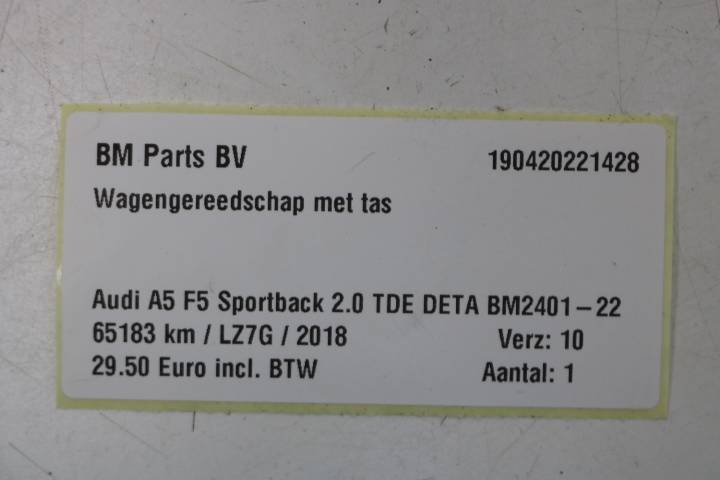 BM Parts BV 190420221428
Wagengereedschap met tas
Audi A5 F5 Sportback 2.0 TDE DETA BM2401-22
65183 km / LZ7G / 2018 Verz: 10
29.50 Euro incl. BTW Aantal: 1